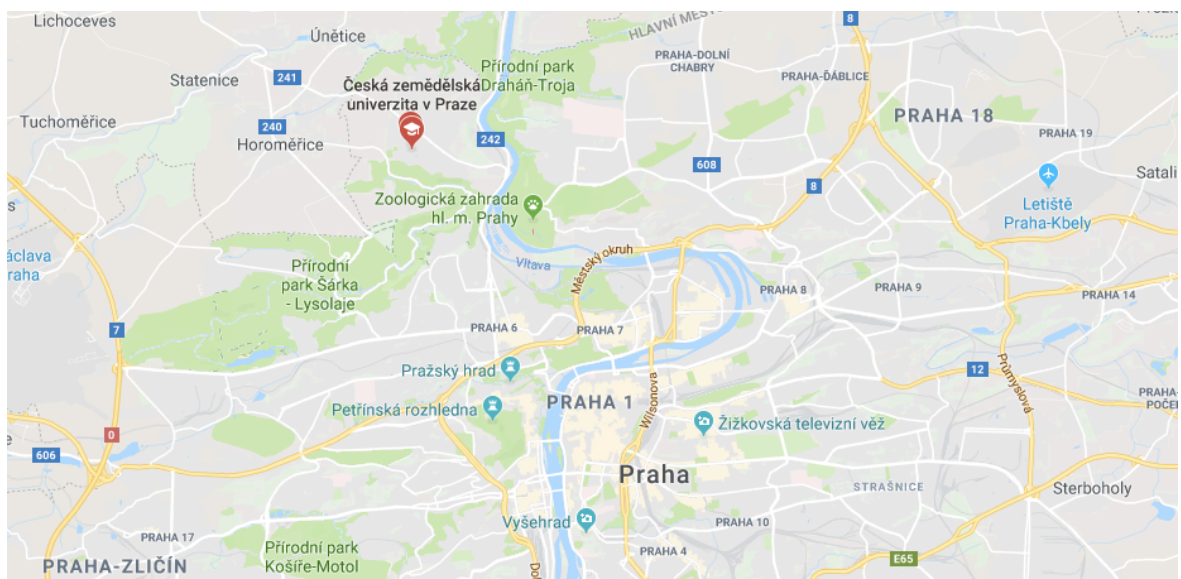 Lichoceves
Únětice
8
HLAVNÍ MĚSTO
PRAHA-DOLNÍ
CHABRY
PRAHA-ĎÁBLICE
Přírodní park
Draháň-Troja
Statenice
241
Česká zemědělská
univerzita v Praze
Tuchoměřice
240
Horoměřice
242
PRAHA 18
PRAHA 19
608
8
Letiště
Praha-Kbely
Satali
Zoologická zahrada
hl. m. Prahy
Městský okruh
Vltava
áclava
Praha
Přírodní
park Šárka
- Lysolaje
PRAHA 8
PRAHA 9
PRAHA 14
7
PRAHA 6
PRAHA 7
Pražský hrad
12
Průmyslová
Petřínská rozhledna
PRAHA 1
Wilsonova
PRAHA-
POČE
Žižkovská televizní věž
0
606
Praha
STRAŠNICE
Sterboholy
Vyšehrad
PRAHA 10
PRAHA 17
Přírodní park
Košíře-Motol
PRAHA 4
E65
PRAHA-ZLIČÍN